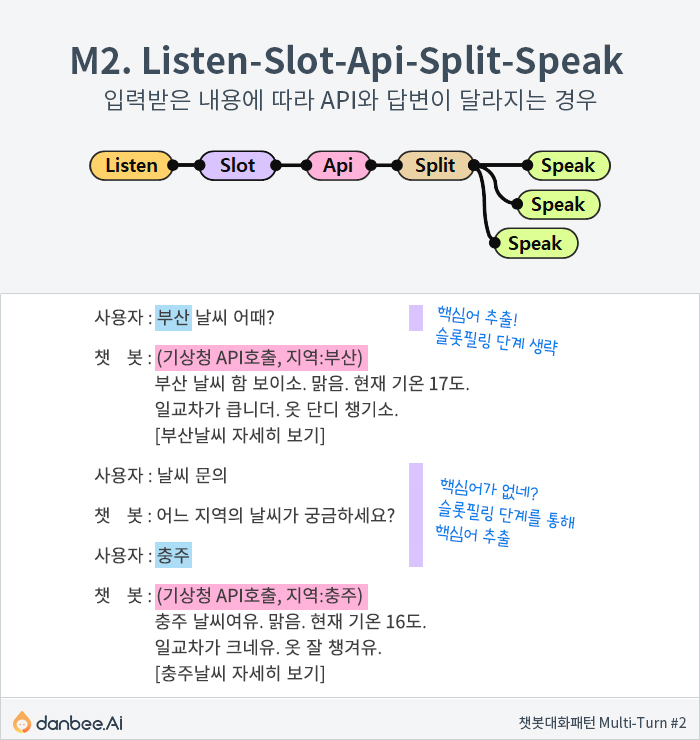 M2. Listen-Slot-Api-Split-Speak
입력받은 내용에 따라 API와 답변이 달라지는 경우
Listen
Slot
Api
Split
Speak
Speak
Speak
사용자 : 부산 날씨 어때?
핵심어 추출!
슬롯필링 단계 생략
챗 봇 : (기상청 API호출, 지역:부산)
부산 날씨 함 보이소. 맑음. 현재 기온 17도.
일교차가 큽니더. 옷 단디 챙기소.
[부산날씨 자세히 보기]
사용자 : 날씨 문의
챗 봇 : 어느 지역의 날씨가 궁금하세요?
사용자 : 충주
핵심어가 없네?
슬롯필링 단계를 통해
핵심어 추출
챗 봇 : (기상청 API호출, 지역:충주)
충주 날씨여유. 맑음. 현재 기온 16도.
일교차가 크네유. 옷 잘 챙겨유.
[충주날씨 자세히 보기]
danbee.Ai
챗봇대화패턴 Multi-Turn #2